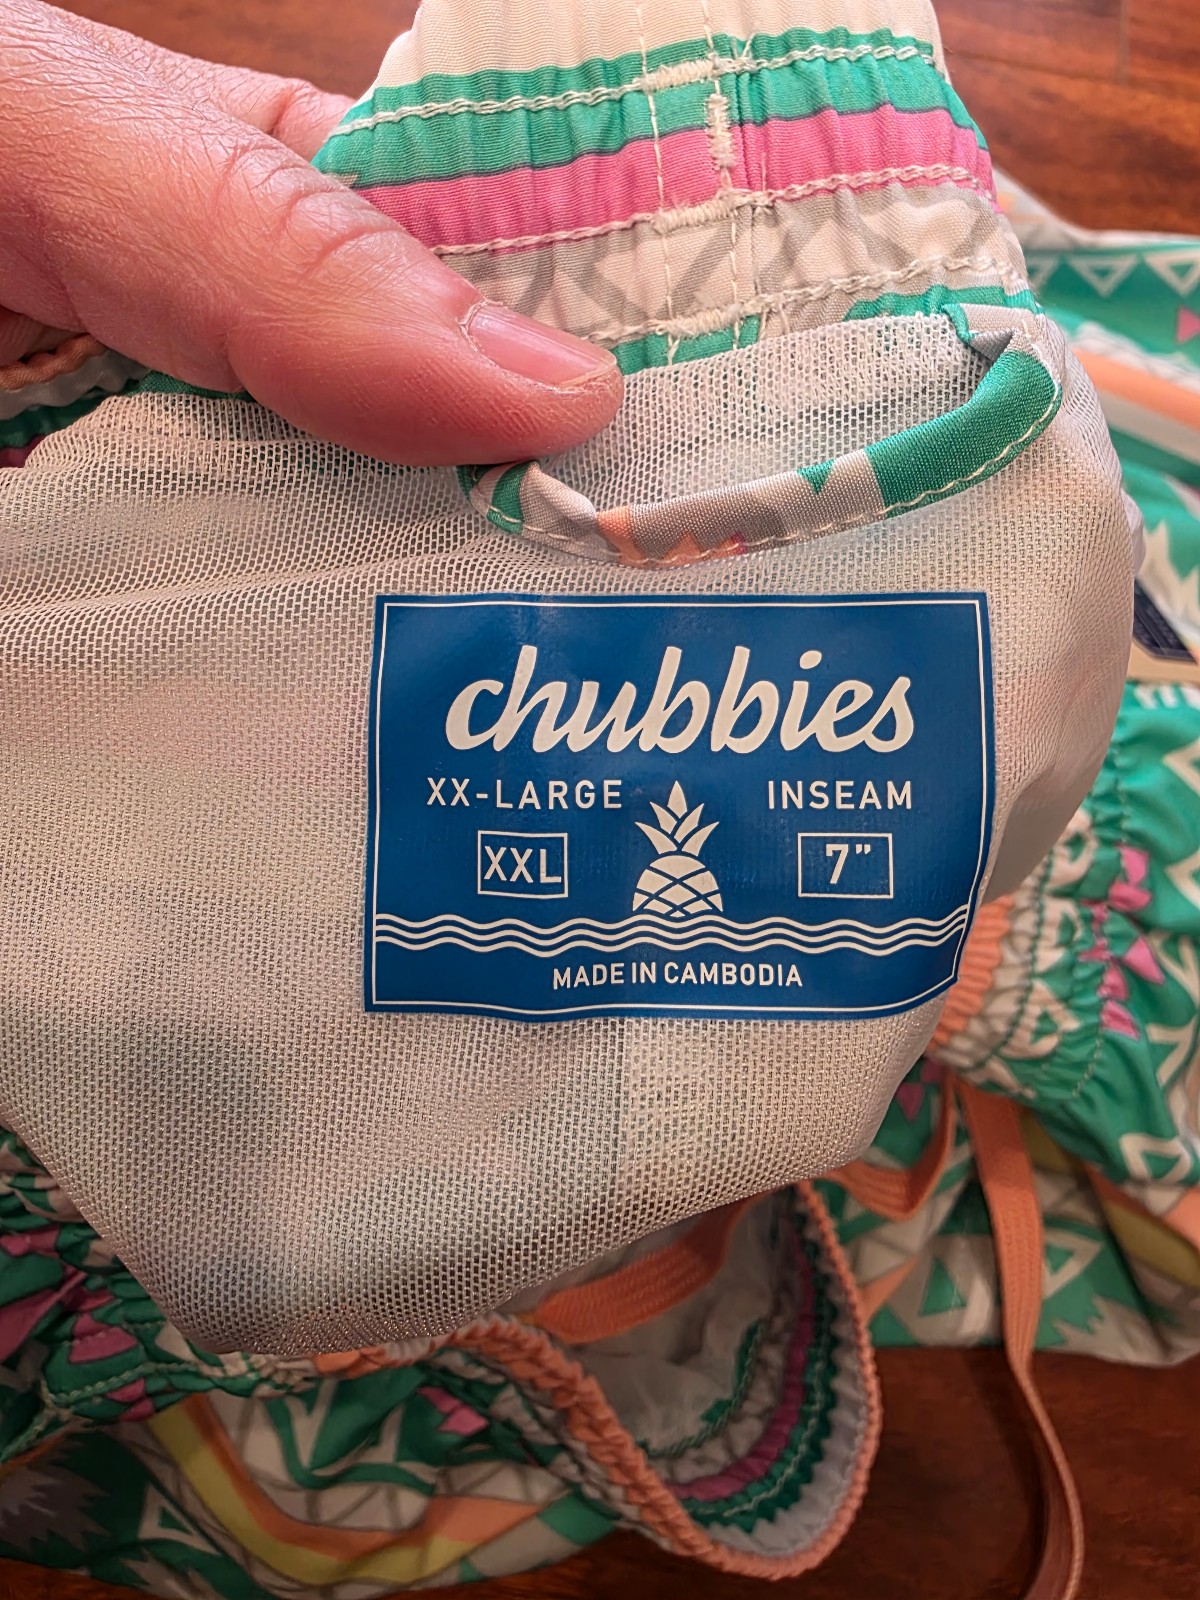 chubbies
XX-LARGE INSEAM
XXL 7"
MADE IN CAMBODIA